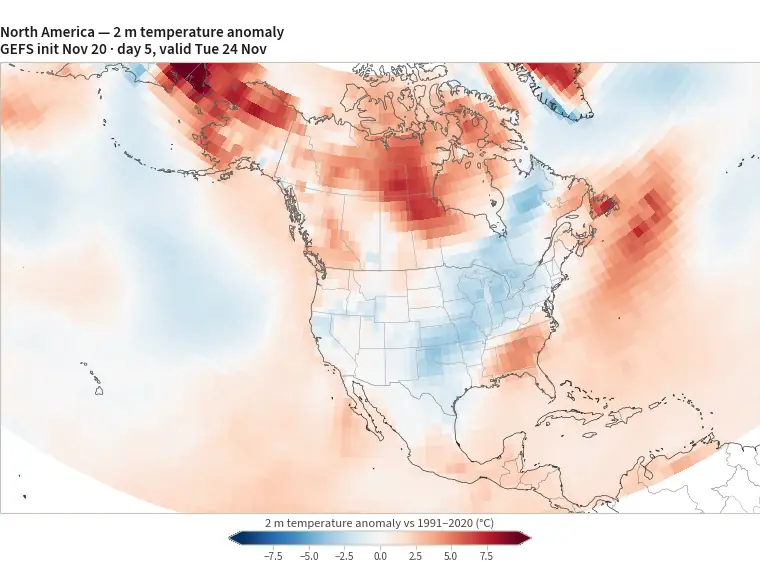 North America — 2 m temperature anomaly
GEFS init Nov 20 · day 5, valid Tue 24 Nov
2 m temperature anomaly vs 1991–2020 (°C)
−7.5 −5.0 −2.5 0.0 2.5 5.0 7.5